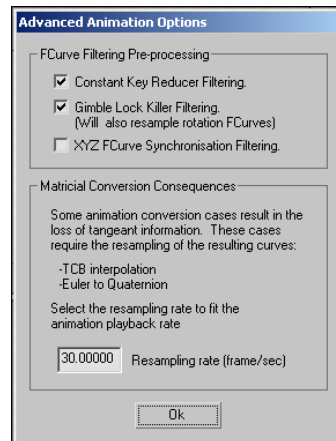 Advanced Animation Options
FCurve Filtering Pre-processing
Constant Key Reducer Filtering.
Gimble Lock Killer Filtering.
(Will also resample rotation FCurves)
XYZ FCurve Synchronisation Filtering.
Matricial Conversion Consequences
Some animation conversion cases result in the
loss of tangeant information. These cases
require the resampling of the resulting curves:
-TCB interpolation
-Euler to Quaternion
Select the resampling rate to fit the
animation playback rate
30.00000 Resampling rate (frame/sec)
Ok